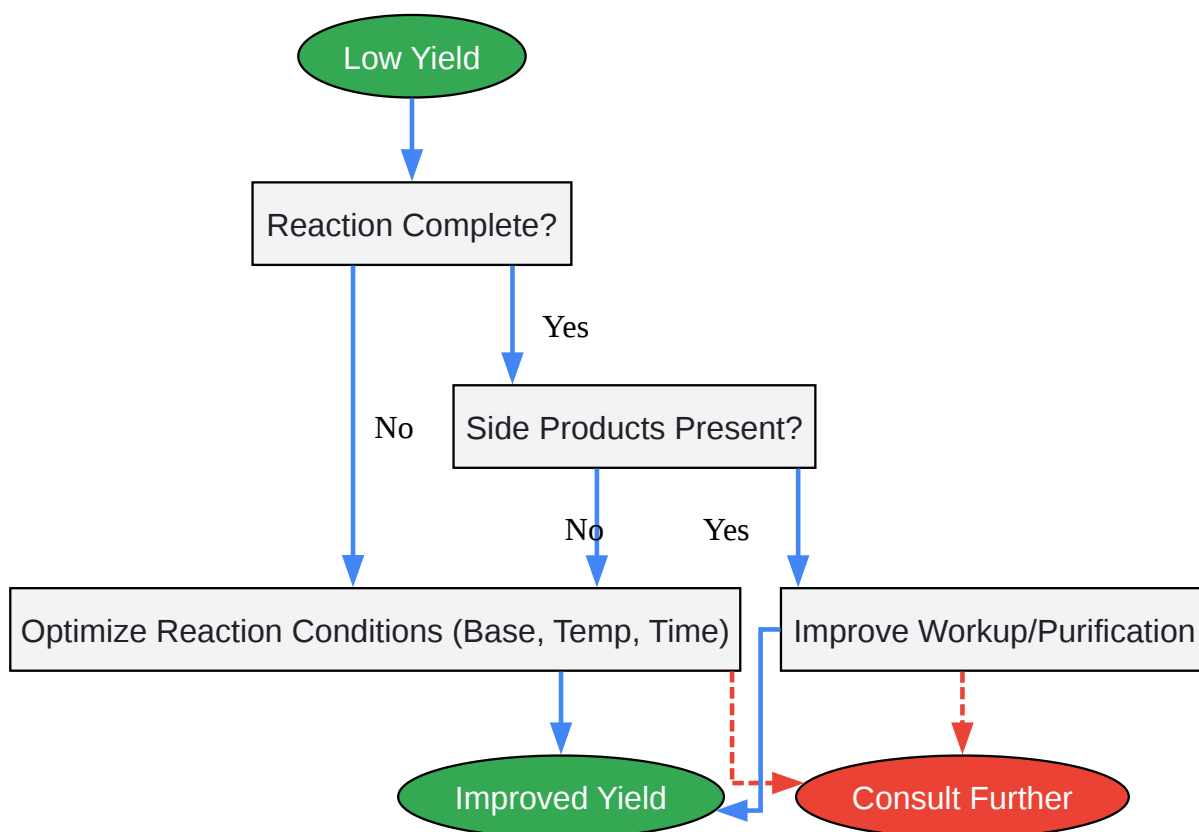 Low Yield
Reaction Complete?
Yes
No
Side Products Present?
No
Yes
Optimize Reaction Conditions (Base, Temp, Time)
Improve Workup/Purification
Improved Yield
Consult Further